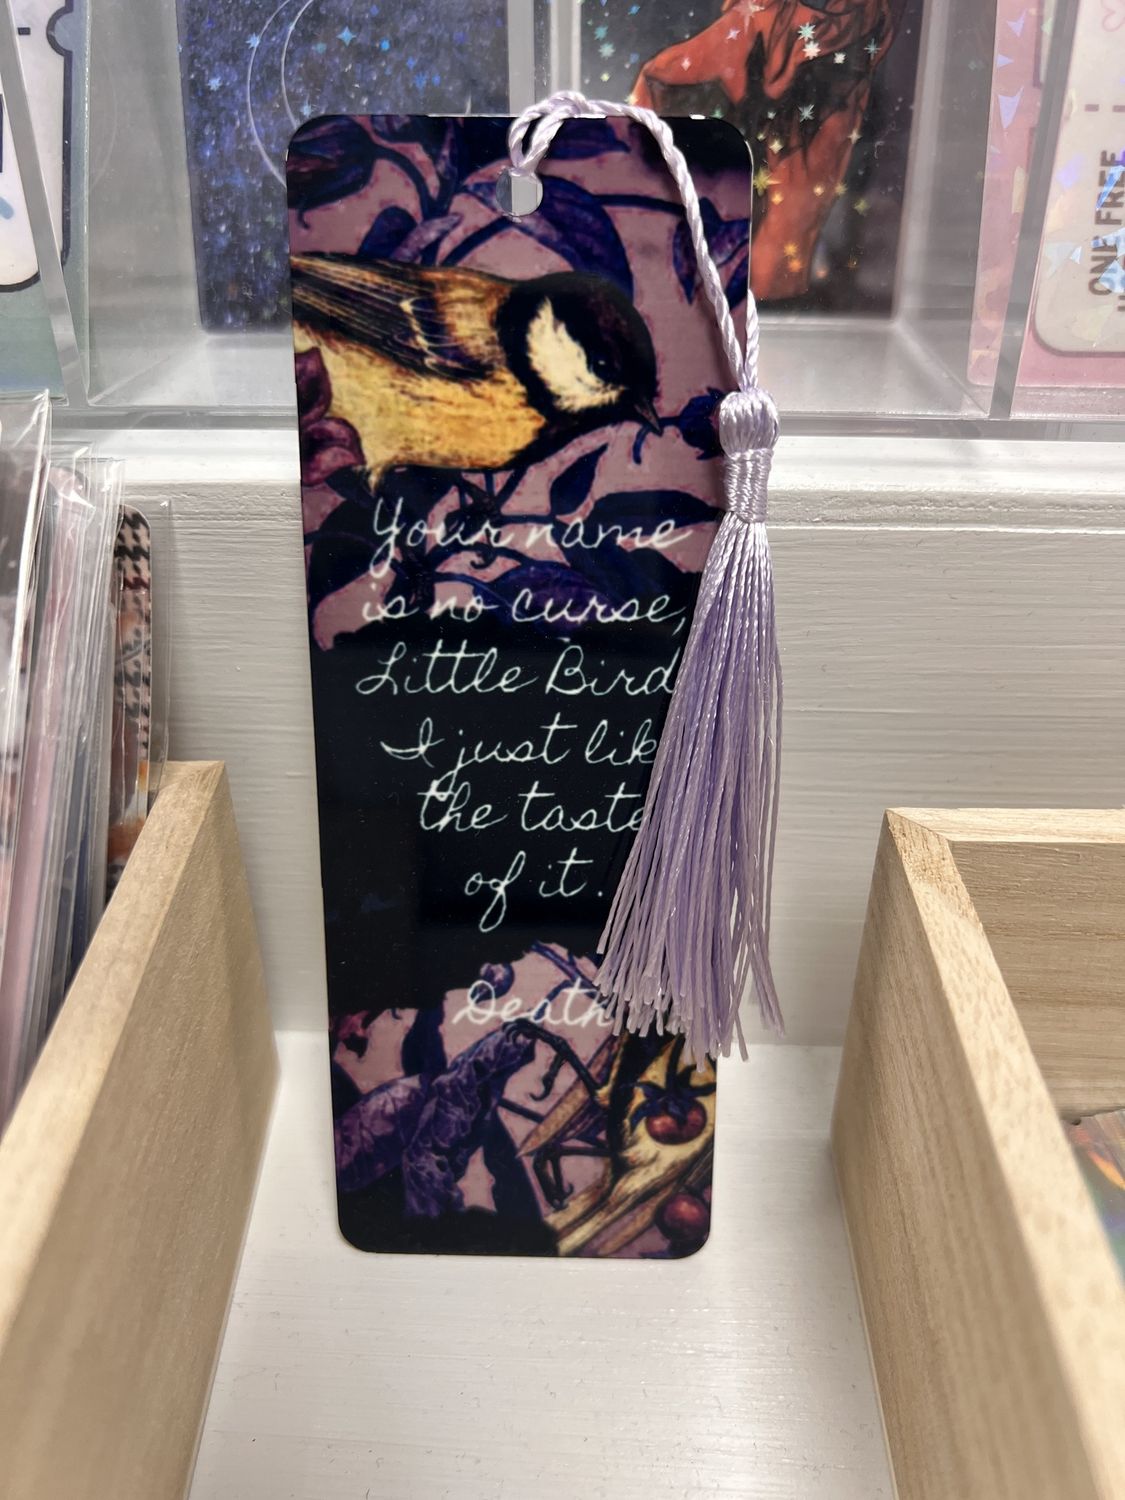 Your name
is no curse,
Little Bird
I just lik
the taste
of it.
Death
ONE FREE